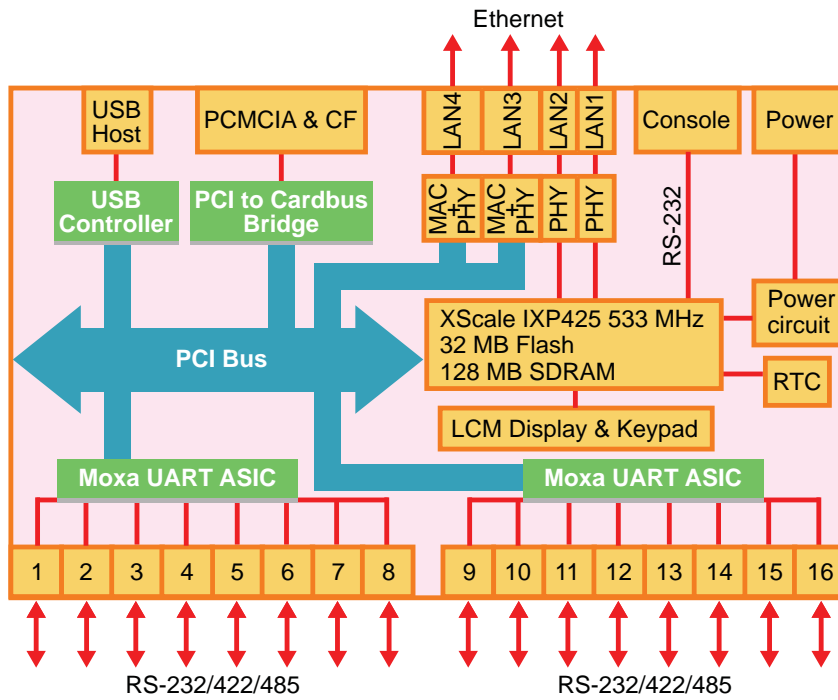 Ethernet
USB
Host
PCMCIA & CF
LAN4
LAN3
LAN2
LAN1
Console
Power
USB
Controller
PCI to Cardbus
Bridge
MAC
+
PHY
MAC
+
PHY
PHY
PHY
RS-232
Power
circuit
XScale IXP425 533 MHz
32 MB Flash
128 MB SDRAM
PCI Bus
RTC
LCM Display & Keypad
Moxa UART ASIC
Moxa UART ASIC
1 2 3 4 5 6 7 8
9 10 11 12 13 14 15 16
RS-232/422/485
RS-232/422/485